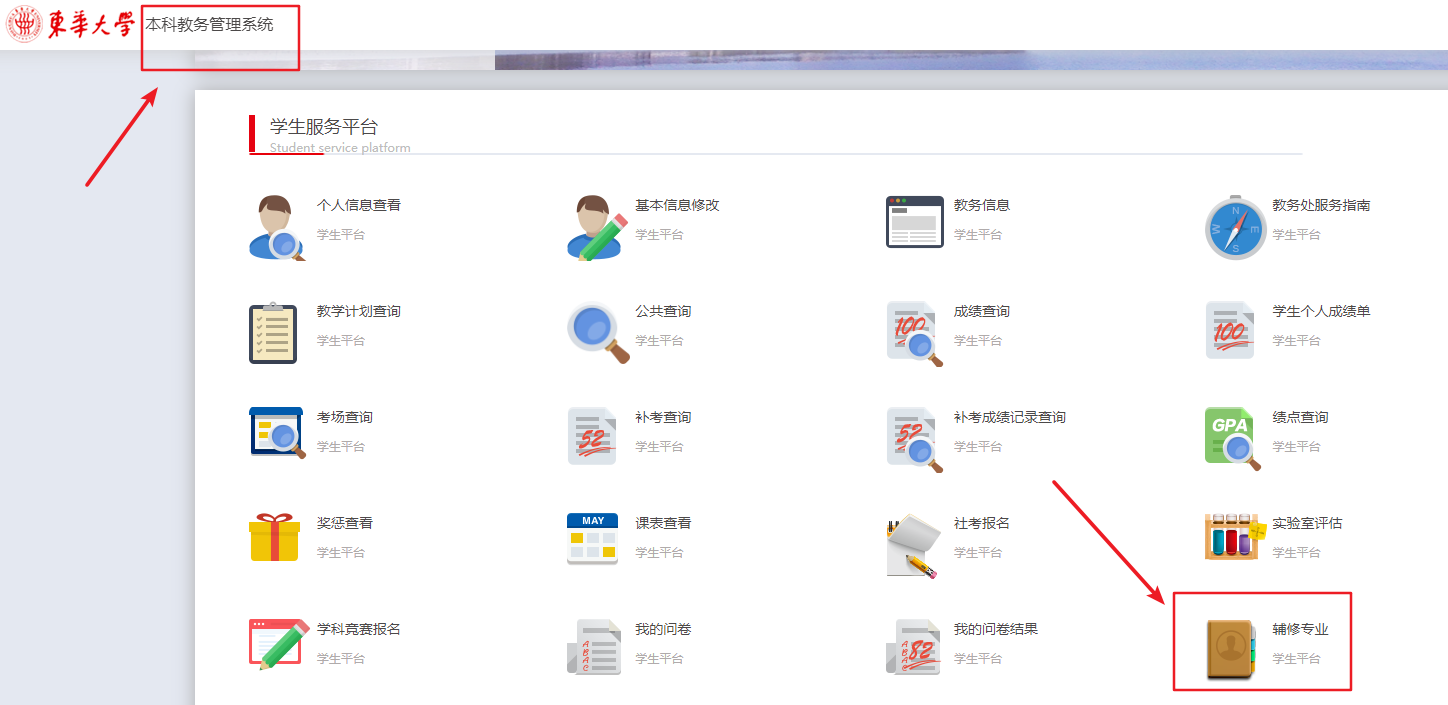 東華大学 本科教务管理系统
学生服务平台
Student service platform
个人信息查看
学生平台
基本信息修改
学生平台
教务信息
学生平台
N
W E
S
教务处服务指南
学生平台
教学计划查询
学生平台
公共查询
学生平台
100
成绩查询
学生平台
100
学生个人成绩单
学生平台
考场查询
学生平台
52
补考查询
学生平台
52
补考成绩记录查询
学生平台
GPA
绩点查询
学生平台
奖惩查看
学生平台
MAY
课表查看
学生平台
社考报名
学生平台
实验室评估
学生平台
学科竞赛报名
学生平台
A
B
A
C
我的问卷
学生平台
A
B
A
C
82
我的问卷结果
学生平台
辅修专业
学生平台